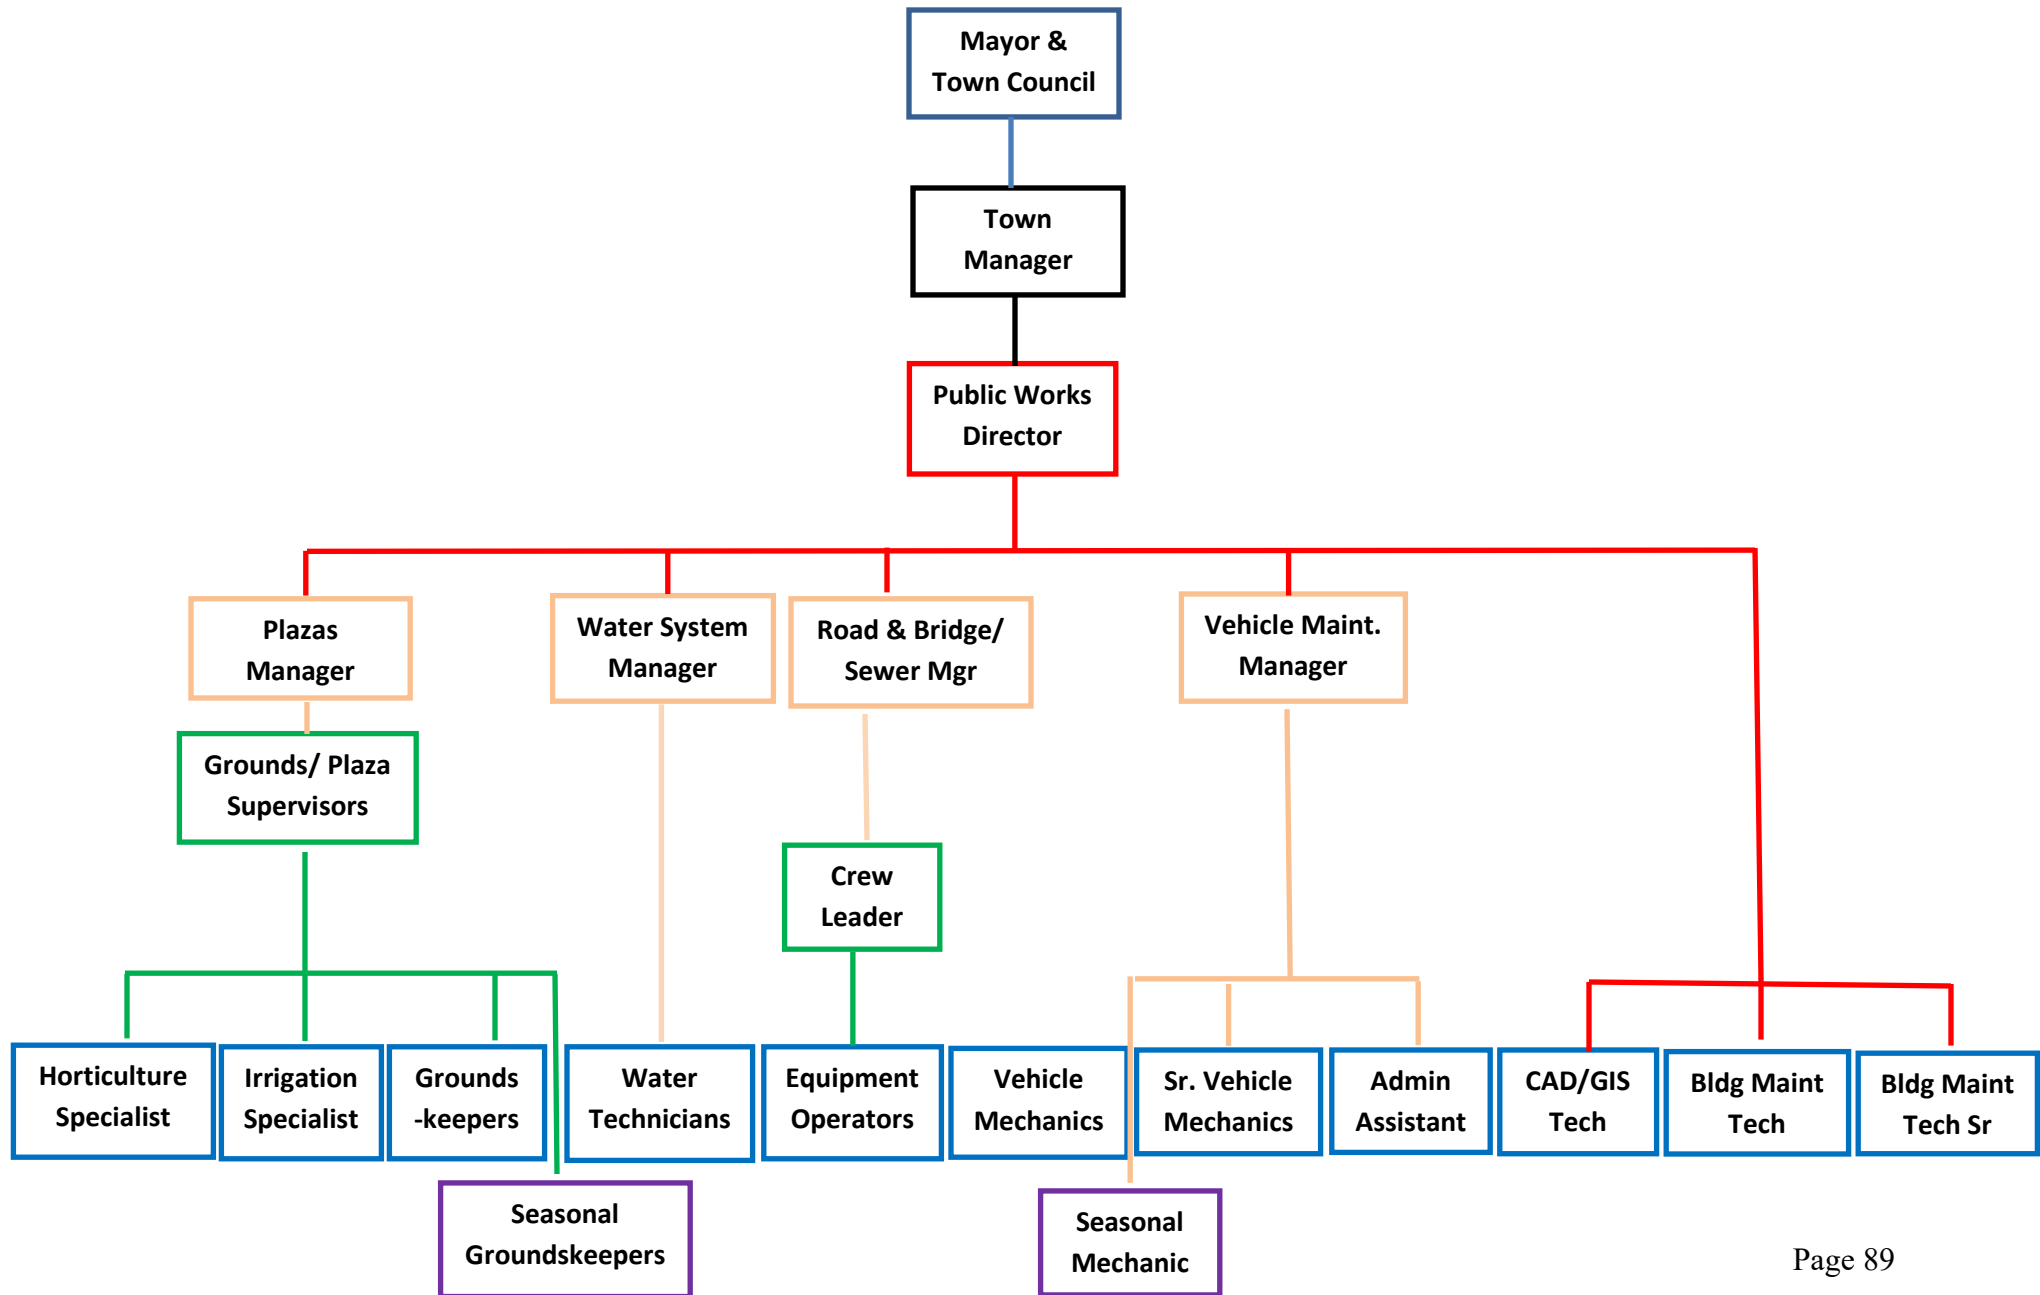 Mayor &
Town Council
Town
Manager
Public Works
Director
Plazas
Manager
Water System
Manager
Road & Bridge/
Sewer Mgr
Vehicle Maint.
Manager
Grounds/ Plaza
Supervisors
Crew
Leader
Horticulture
Specialist
Irrigation
Specialist
Grounds
-keepers
Water
Technicians
Equipment
Operators
Vehicle
Mechanics
Sr. Vehicle
Mechanics
Admin
Assistant
CAD/GIS
Tech
Bldg Maint
Tech
Bldg Maint
Tech Sr
Seasonal
Groundskeepers
Seasonal
Mechanic
Page 89